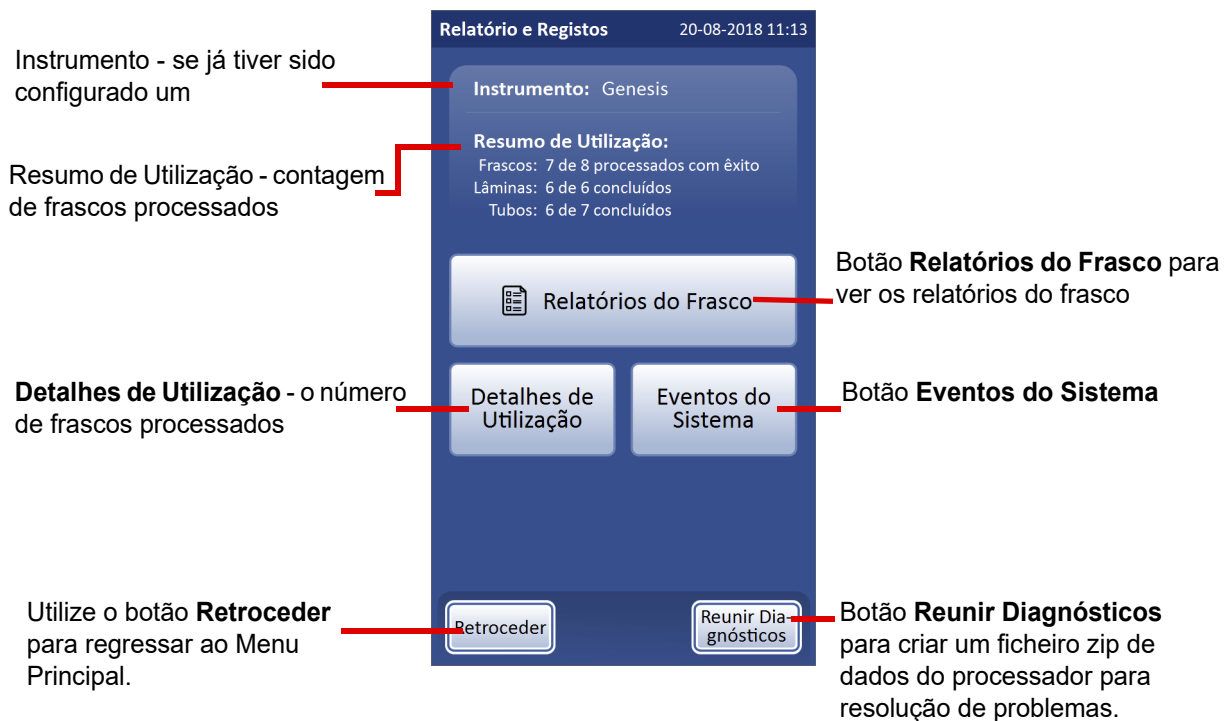 Relatório e Registos 20-08-2018 11:13
Instrumento - se já tiver sido
configurado um
Instrumento: Genesis
Resumo de Utilização:
Frascos: 7 de 8 processados com êxito
Lâminas: 6 de 6 concluídos
Tubos: 6 de 7 concluídos
Resumo de Utilização - contagem
de frascos processados
Relatórios do Frasco
Botão Relatórios do Frasco para
ver os relatórios do frasco
Detalhes de Utilização - o número
de frascos processados
Detalhes de
Utilização
Eventos do
Sistema
Botão Eventos do Sistema
Utilize o botão Retroceder
para regressar ao Menu
Principal.
Retroceder
Reunir Dia-
gnósticos
Botão Reunir Diagnósticos
para criar um ficheiro zip de
dados do processador para
resolução de problemas.